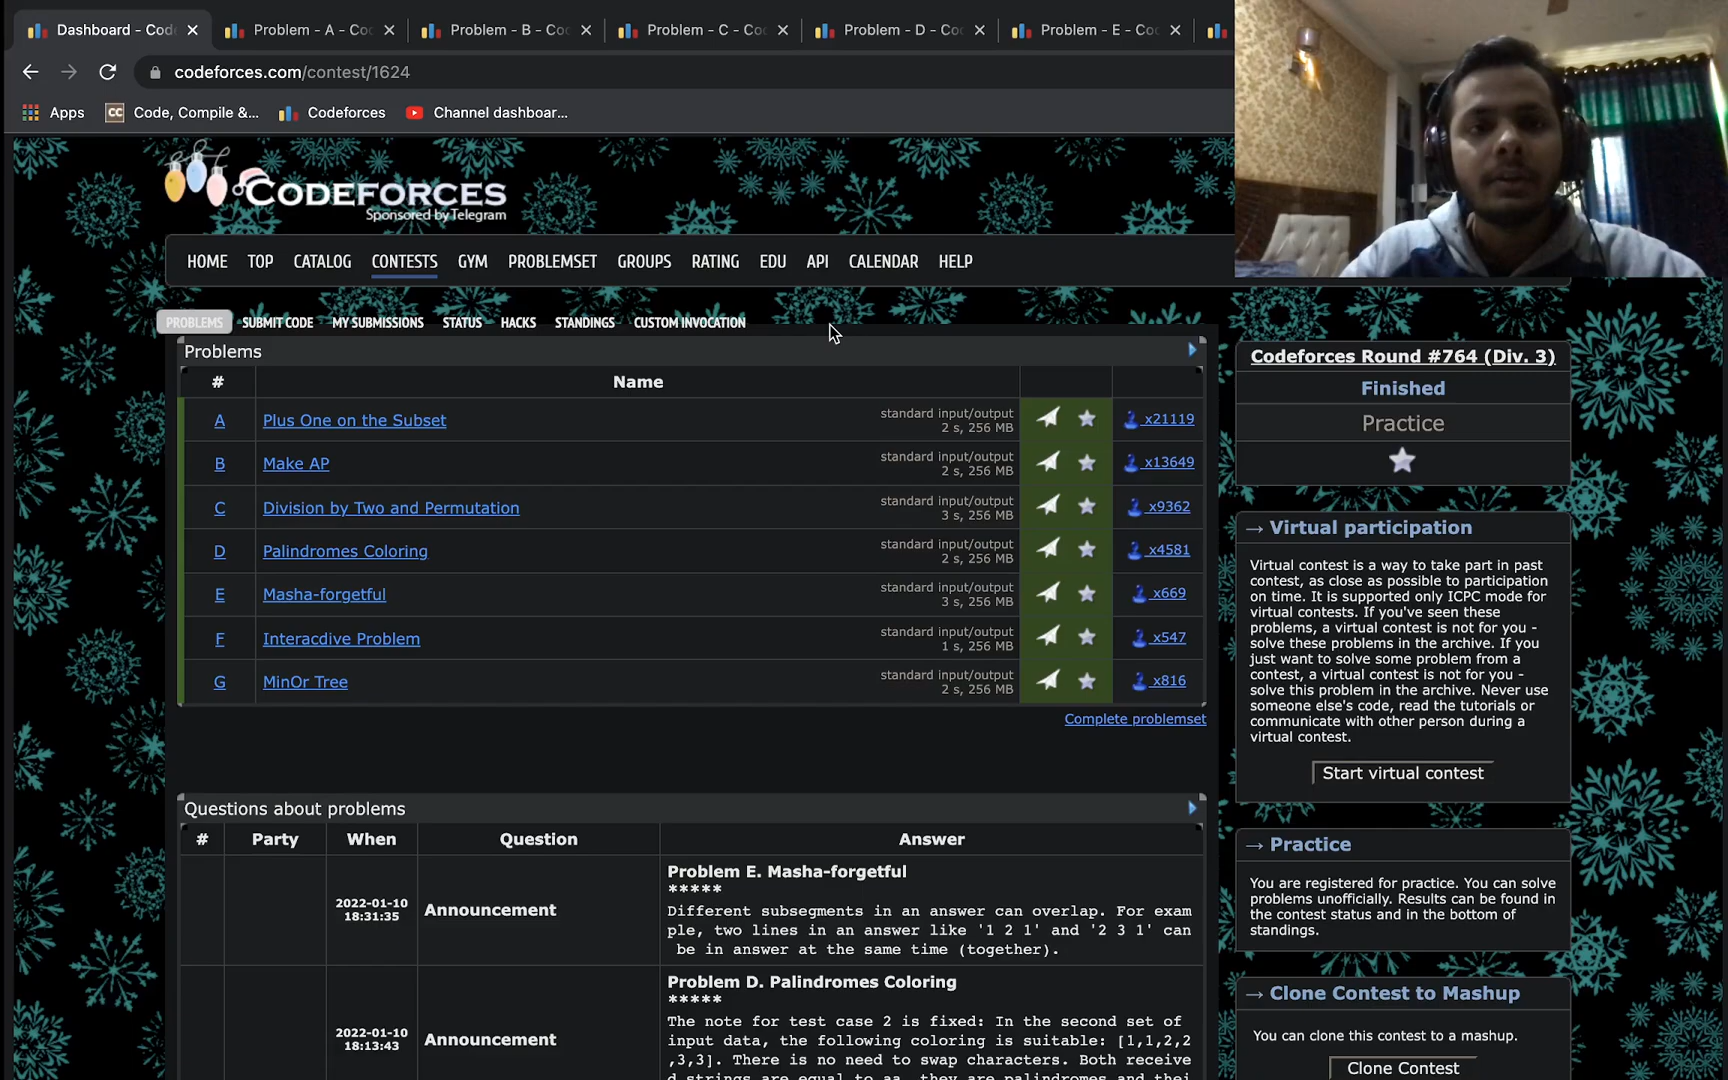 Dashboard - Code
Problem - A - Co
Problem - B - Co
Problem - C - Co
Problem - D - Co
Problem - E - Co
codeforces.com/contest/1624
Apps
CC Code, Compile &...
Codeforces
Channel dashboar...
CODEFORCES
Sponsored by Telegram
HOME TOP CATALOG CONTESTS GYM PROBLEMSET GROUPS RATING EDU API CALENDAR HELP
PROBLEMS SUBMIT CODE MY SUBMISSIONS STATUS HACKS STANDINGS CUSTOM INVOCATION
Problems
# Name
A Plus One on the Subset standard input/output x21119
2 s, 256 MB
B Make AP standard input/output x13649
2 s, 256 MB
C Division by Two and Permutation standard input/output x9362
3 s, 256 MB
D Palindromes Coloring standard input/output x4581
2 s, 256 MB
E Masha-forgetful standard input/output x669
3 s, 256 MB
F Interacdive Problem standard input/output x547
1 s, 256 MB
G MinOr Tree standard input/output x816
2 s, 256 MB
Complete problemset
Questions about problems
# Party When Question Answer
2022-01-10
18:31:35
Announcement
Problem E. Masha-forgetful
*****
Different subsegments in an answer can overlap. For exam
ple, two lines in an answer like '1 2 1' and '2 3 1' can
be in answer at the same time (together).
2022-01-10
18:13:43
Announcement
Problem D. Palindromes Coloring
*****
The note for test case 2 is fixed: In the second set of
input data, the following coloring is suitable: [1,1,2,2
,3,3]. There is no need to swap characters. Both receive
d strings are equal to aa, they are palindromes and thei
Codeforces Round #764 (Div. 3)
Finished
Practice
→ Virtual participation
Virtual contest is a way to take part in past
contest, as close as possible to participation
on time. It is supported only ICPC mode for
virtual contests. If you've seen these
problems, a virtual contest is not for you -
solve these problems in the archive. If you
just want to solve some problem from a
contest, a virtual contest is not for you -
solve this problem in the archive. Never use
someone else's code, read the tutorials or
communicate with other person during a
virtual contest.
Start virtual contest
→ Practice
You are registered for practice. You can solve
problems unofficially. Results can be found in
the contest status and in the bottom of
standings.
→ Clone Contest to Mashup
You can clone this contest to a mashup.
Clone Contest